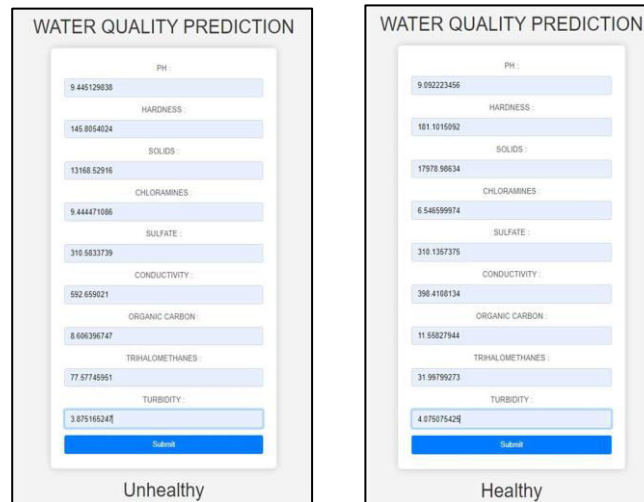 WATER QUALITY PREDICTION
PH :
9.445129838
HARDNESS :
145.8054024
SOLIDS :
13168.52916
CHLORAMINES :
9.444471086
SULFATE :
310.5833739
CONDUCTIVITY :
592.659021
ORGANIC CARBON :
8.606396747
TRIHALOMETHANES :
77.57745951
TURBIDITY :
3.875165247
Submit
Unhealthy
WATER QUALITY PREDICTION
PH :
9.092223456
HARDNESS :
181.1015092
SOLIDS :
17978.98634
CHLORAMINES :
6.546599974
SULFATE :
310.1357375
CONDUCTIVITY :
398.4108134
ORGANIC CARBON :
11.55827944
TRIHALOMETHANES :
31.99799273
TURBIDITY :
4.075075425
Submit
Healthy